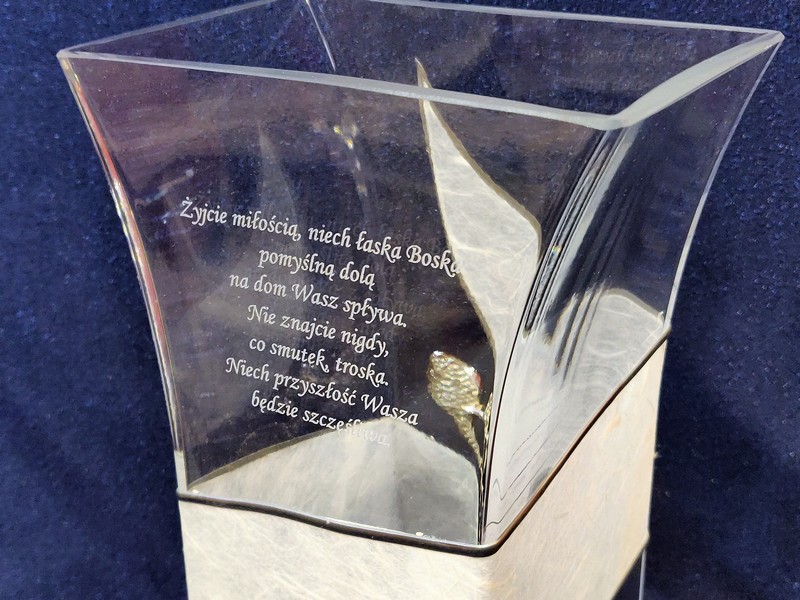 Żyjcie miłością, niech łaska Boska
pomyślną dolą
na dom Wasz spływa.
Nie znajcie nigdy,
co smutek, troska.
Niech przyszłość Wasza
będzie szczęśliwa.